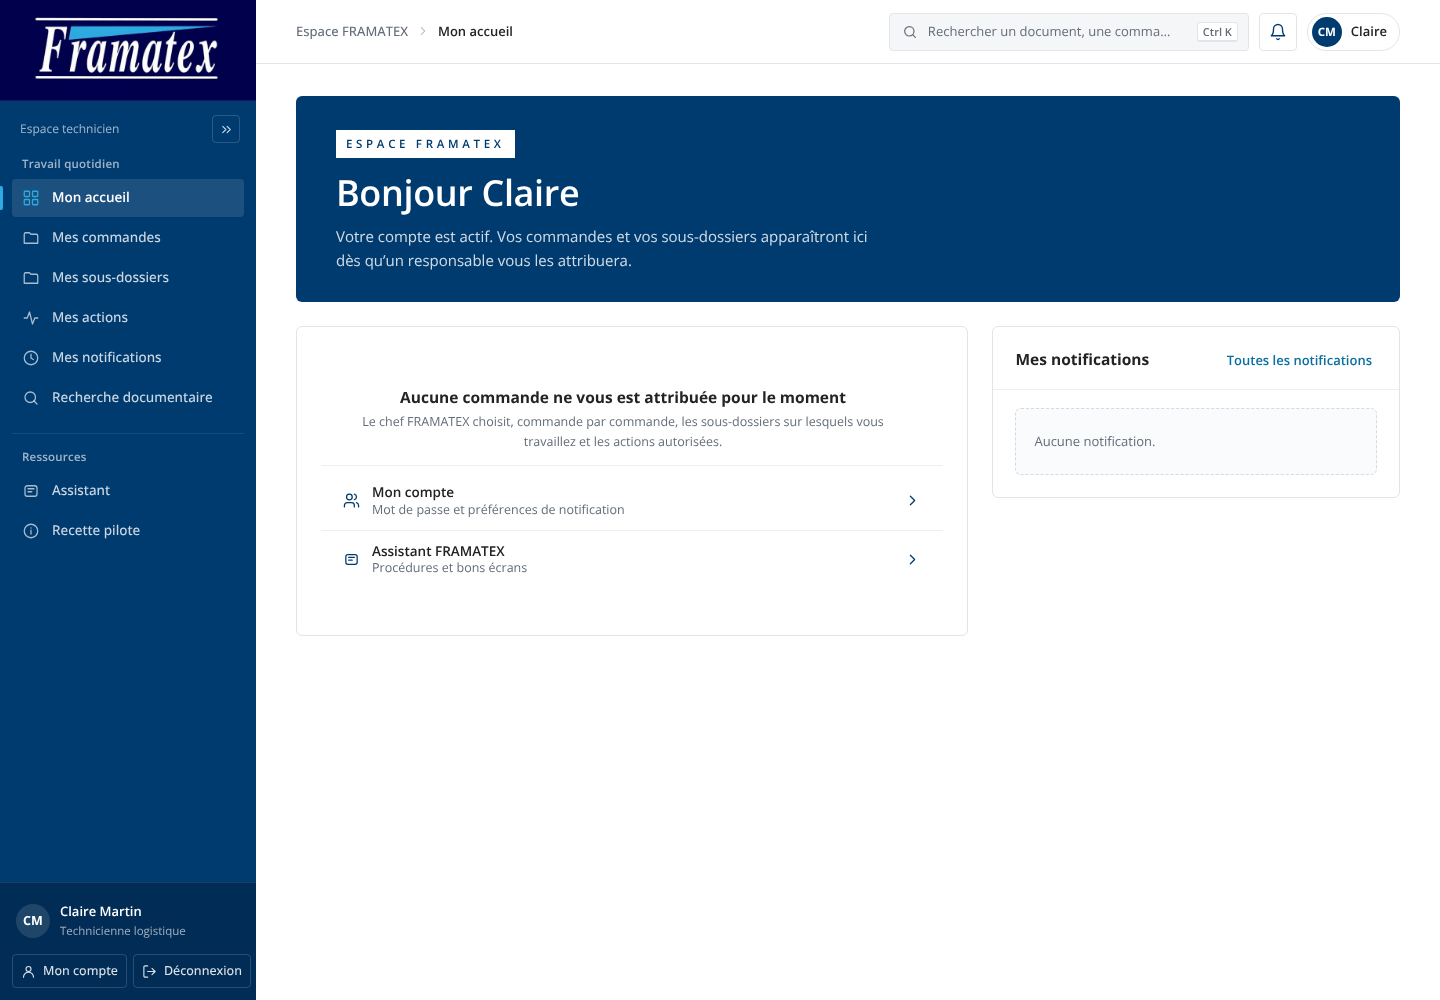 Framatex
Espace technicien
Travail quotidien
Mon accueil
Mes commandes
Mes sous-dossiers
Mes actions
Mes notifications
Recherche documentaire
Ressources
Assistant
Recette pilote
CM
Claire Martin
Technicienne logistique
Mon compte
Déconnexion
Espace FRAMATEX
Mon accueil
Rechercher un document, une comma...
Ctrl K
CM
Claire
ESPACE FRAMATEX
Bonjour Claire
Votre compte est actif. Vos commandes et vos sous-dossiers apparaîtront ici
dès qu’un responsable vous les attribuera.
Aucune commande ne vous est attribuée pour le moment
Le chef FRAMATEX choisit, commande par commande, les sous-dossiers sur lesquels vous
travaillez et les actions autorisées.
Mon compte
Mot de passe et préférences de notification
Assistant FRAMATEX
Procédures et bons écrans
Mes notifications
Toutes les notifications
Aucune notification.